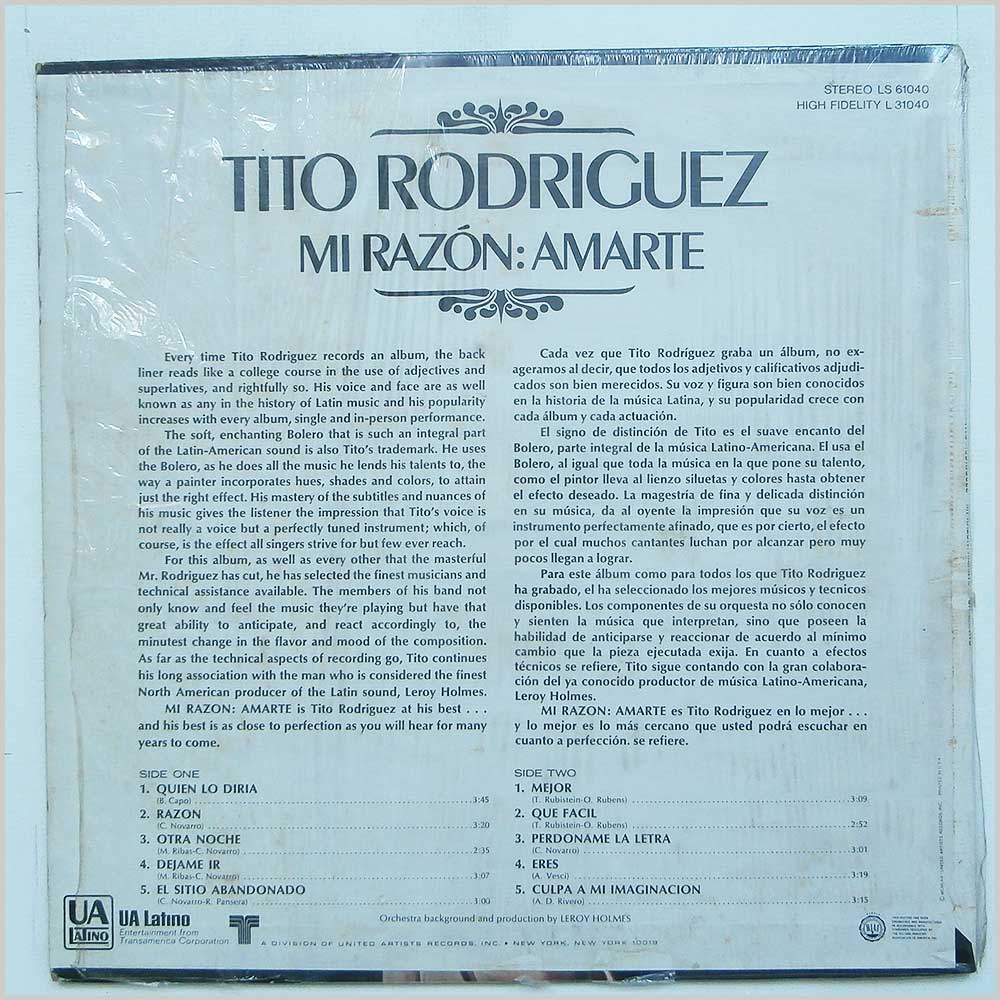 STEREO LS 61040
HIGH FIDELITY L 31040
TITO RODRIGUEZ
MI RAZÓN: AMARTE
Every time Tito Rodriguez records an album, the back
liner reads like a college course in the use of adjectives and
superlatives, and rightfully so. His voice and face are as well
known as any in the history of Latin music and his popularity
increases with every album, single and in-person performance.
The soft, enchanting Bolero that is such an integral part
of the Latin-American sound is also Tito's trademark. He uses
the Bolero, as he does all the music he lends his talents to, the
way a painter incorporates hues, shades and colors, to attain
just the right effect. His mastery of the subtitles and nuances of
his music gives the listener the impression that Tito's voice is
not really a voice but a perfectly tuned instrument; which, of
course, is the effect all singers strive for but few ever reach.
For this album, as well as every other that the masterful
Mr. Rodriguez has cut, he has selected the finest musicians and
technical assistance available. The members of his band not
only know and feel the music they're playing but have that
great ability to anticipate, and react accordingly to, the
minutest change in the flavor and mood of the composition.
As far as the technical aspects of recording go, Tito continues
his long association with the man who is considered the finest
North American producer of the Latin sound, Leroy Holmes.
MI RAZON: AMARTE is Tito Rodriguez at his best . . .
and his best is as close to perfection as you will hear for many
years to come.
Cada vez que Tito Rodríguez graba un álbum, no ex-
ageramos al decir, que todos los adjetivos y calificativos adjudi-
cados son bien merecidos. Su voz y figura son bien conocidos
en la historia de la música Latina, y su popularidad crece con
cada álbum y cada actuación.
El signo de distinción de Tito es el suave encanto del
Bolero, parte integral de la música Latino-Americana. El usa el
Bolero, al igual que toda la música en la que pone su talento,
como el pintor lleva al lienzo siluetas y colores hasta obtener
el efecto deseado. La magestría de fina y delicada distinción
en su música, da al oyente la impresión que su voz es un
instrumento perfectamente afinado, que es por cierto, el efecto
por el cual muchos cantantes luchan por alcanzar pero muy
pocos llegan a lograr.
Para este álbum como para todos los que Tito Rodriguez
ha grabado, el ha seleccionado los mejores músicos y tecnicos
disponibles. Los componentes de su orquesta no sólo conocen
y sienten la música que interpretan, sino que poseen la
habilidad de anticiparse y reaccionar de acuerdo al mínimo
cambio que la pieza ejecutada exija. En cuanto a efectos
técnicos se refiere, Tito sigue contando con la gran colabora-
ción del ya conocido productor de música Latino-Americana,
Leroy Holmes.
MI RAZON: AMARTE es Tito Rodriguez en lo mejor . . .
y lo mejor es lo más cercano que usted podrá escuchar en
cuanto a perfección. se refiere.
SIDE ONE
1. QUIEN LO DIRIA
(B. Capo) 3:45
2. RAZON
(C. Novarro) 3:20
3. OTRA NOCHE
(M. Ribas-C. Novarro) 2:35
4. DEJAME IR
(M. Ribas-C. Novarro) 3:07
5. EL SITIO ABANDONADO
(C. Novarro-R. Pansera) 3:00
SIDE TWO
1. MEJOR
(T. Rubistein-O. Rubens) 3:09
2. QUE FACIL
(T. Rubistein-O. Rubens) 2:52
3. PERDONAME LA LETRA
(C. Novarro) 3:01
4. ERES
(A. Vesci) 3:19
5. CULPA A MI IMAGINACION
(A. D. Rivero) 3:15
Orchestra background and production by LEROY HOLMES
UA
LATINO
UA Latino
Entertainment from
Transamerica Corporation
A DIVISION OF UNITED ARTISTS RECORDS, INC. • NEW YORK, NEW YORK 10019